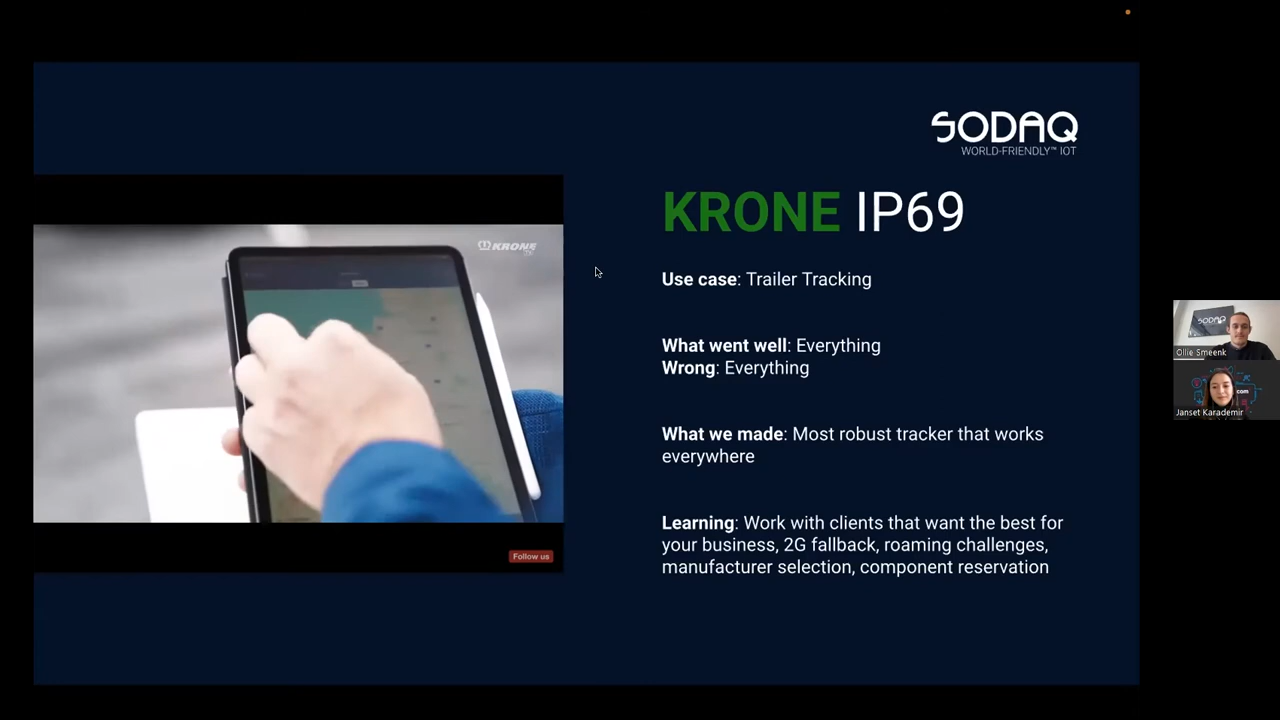 SODAQ
WORLD-FRIENDLY™ IOT
KRONE IP69
KRONE
Use case: Trailer Tracking
What went well: Everything
Wrong: Everything
What we made: Most robust tracker that works
everywhere
Learning: Work with clients that want the best for
your business, 2G fallback, roaming challenges,
manufacturer selection, component reservation
Follow us
SODAQ
Ollie Smeenk
com
Janset Karademir